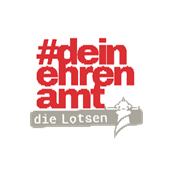 #dein
ehren
amt
die Lotsen